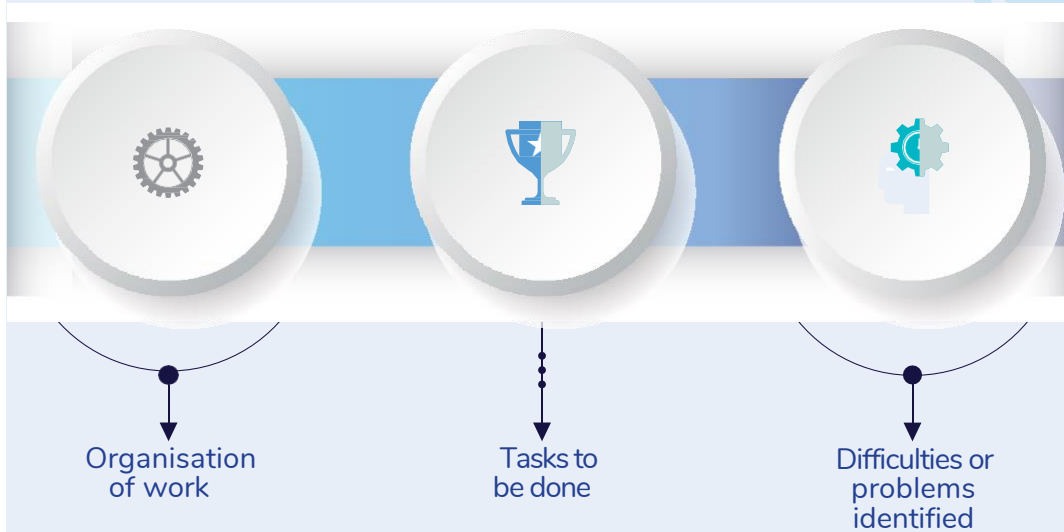 Organisation
of work
Tasks to
be done
Difficulties or
problems
identified